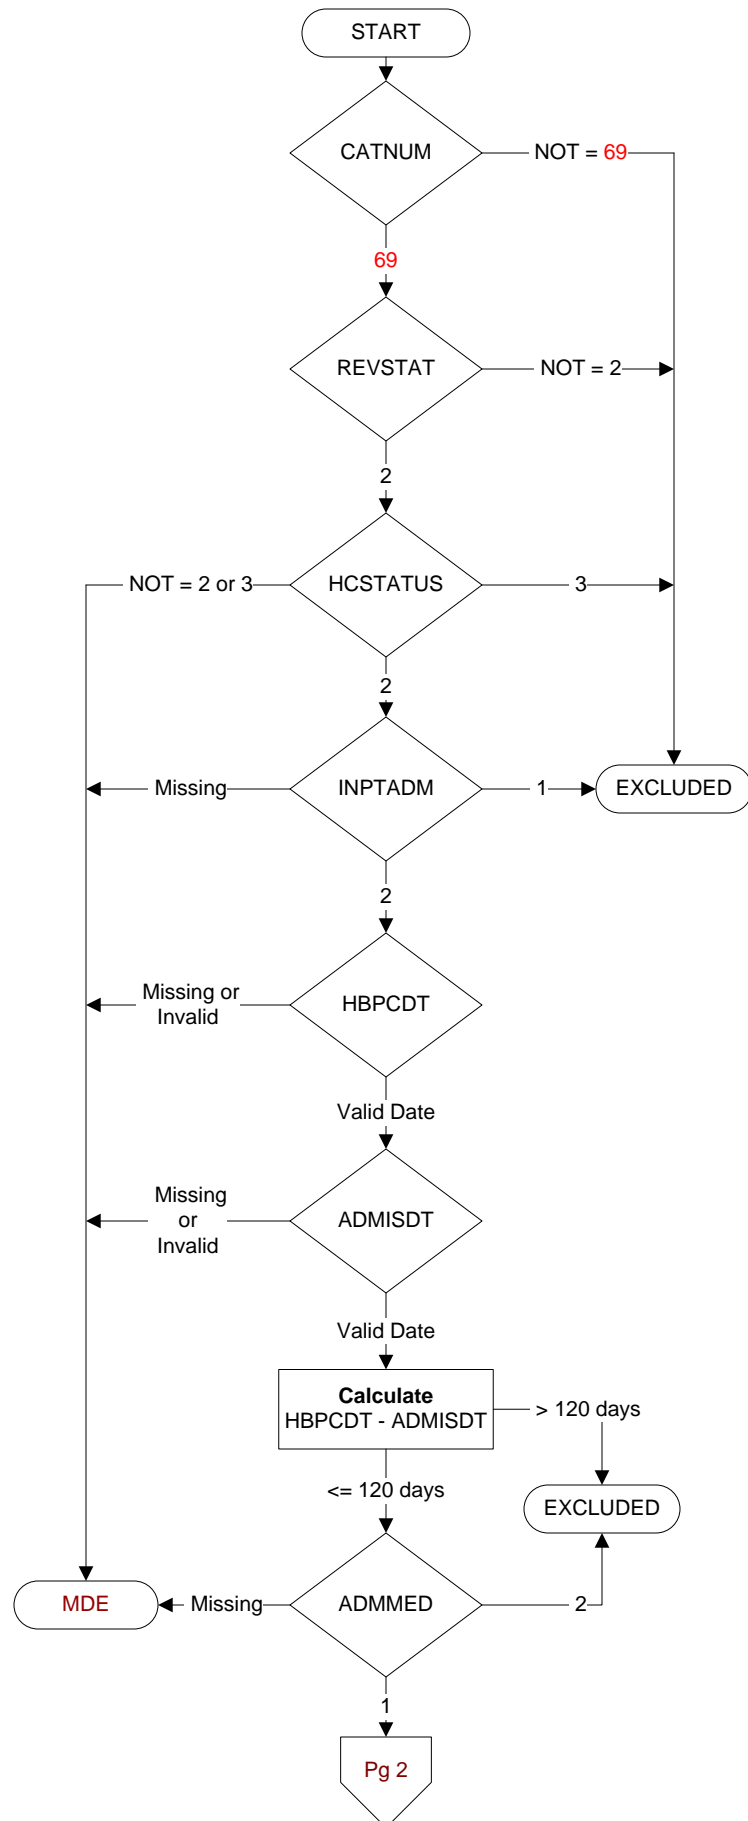 START
CATNUM
NOT = 69
69
REVSTAT
NOT = 2
2
NOT = 2 or 3
HCSTATUS
3
2
Missing
INPTADM
1
EXCLUDED
2
Missing or
Invalid
HBPCDT
Valid Date
Missing
or
Invalid
ADMISDT
Valid Date
Calculate
HBPCDT - ADMISDT
> 120 days
<= 120 days
EXCLUDED
MDE
Missing
ADMMED
2
1
Pg 2